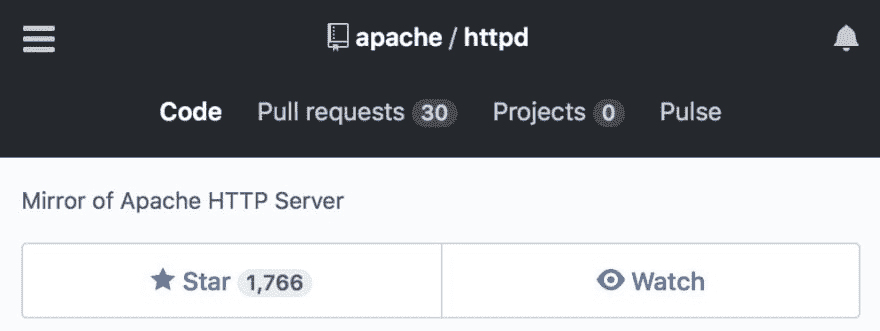 apache / httpd
Code Pull requests 30 Projects 0 Pulse
Mirror of Apache HTTP Server
Star 1,766 Watch